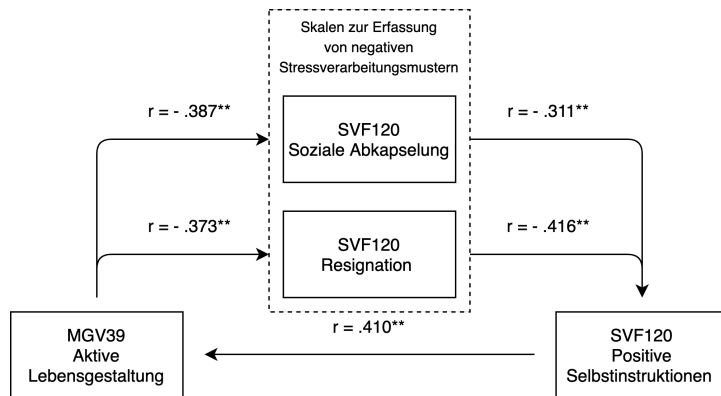 Skalen zur Erfassung
von negativen
Stressverarbeitungsmustern
r = - .387**
SVF120
Soziale Abkapselung
r = - .311**
r = - .373**
SVF120
Resignation
r = - .416**
r = .410**
MGV39
Aktive
Lebensgestaltung
SVF120
Positive
Selbstinstruktionen